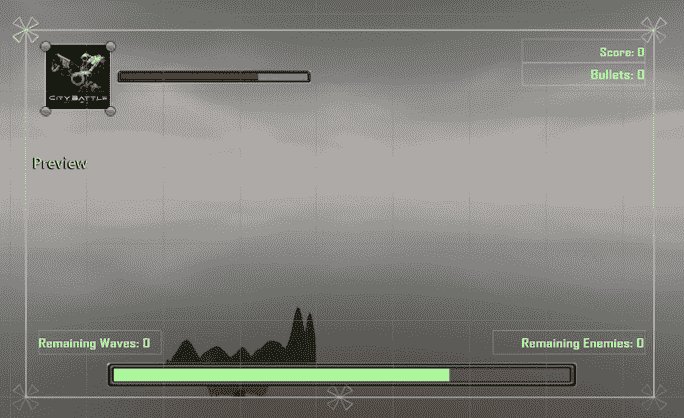 Score: 0
CITY BATTLE
Bullets: 0
Preview
Remaining Waves: 0
Remaining Enemies: 0